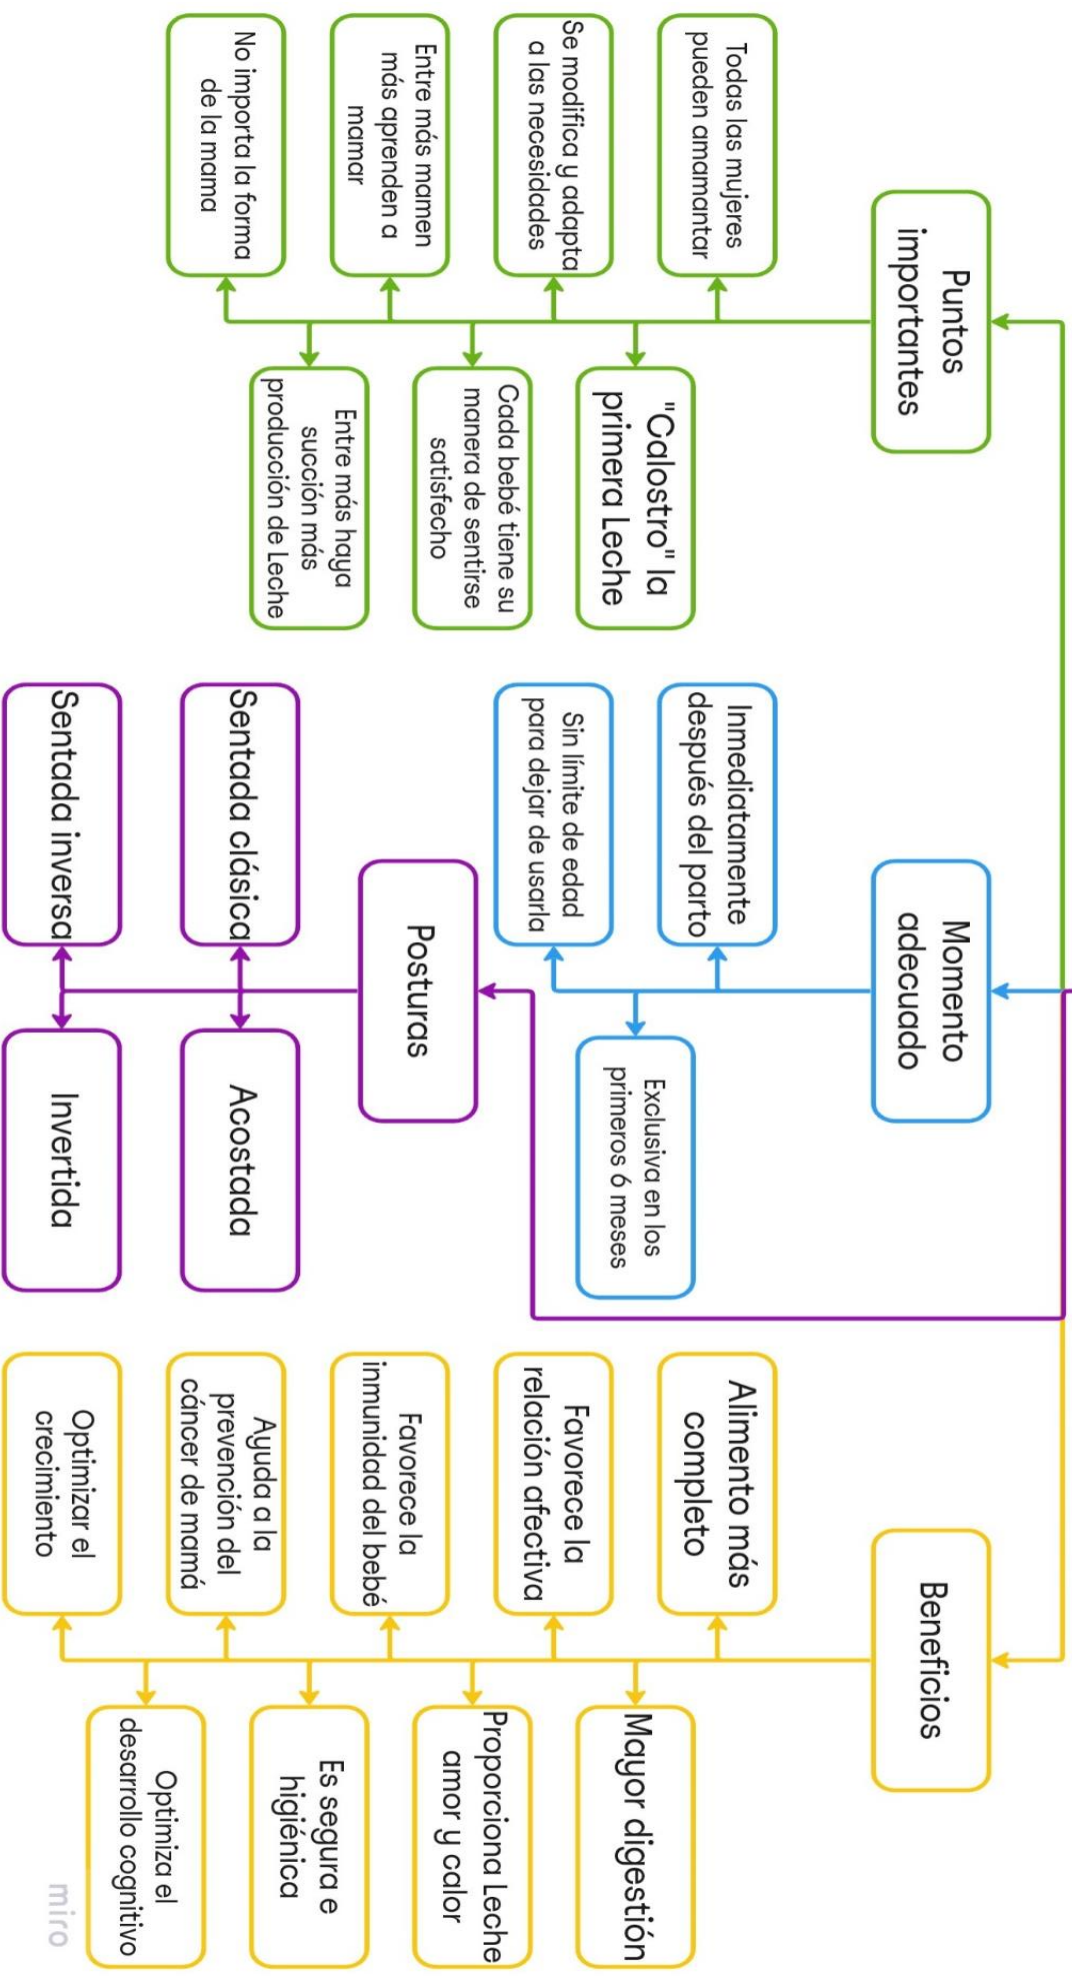 Puntos
importantes
Todas las mujeres
pueden amamantar
"Calostro" la
primera Leche
Se modifica y adapta
a las necesidades
Cada bebé tiene su
manera de sentirse
satisfecho
Entre más mamen
más aprenden a
mamar
Entre más haya
succión más
producción de Leche
No importa la forma
de la mama
Momento
adecuado
Inmediatamente
después del parto
Exclusiva en los
primeros 6 meses
Sin límite de edad
para dejar de usarla
Posturas
Sentada clásica
Acostada
Sentada inversa
Invertida
Beneficios
Alimento más
completo
Mayor digestión
Favorece la
relación afectiva
Proporciona Leche
amor y calor
Favorece la
inmunidad del bebé
Es segura e
higiénica
Ayuda a la
prevención del
cáncer de mamá
Optimiza el
desarrollo cognitivo
Optimizar el
crecimiento
miro